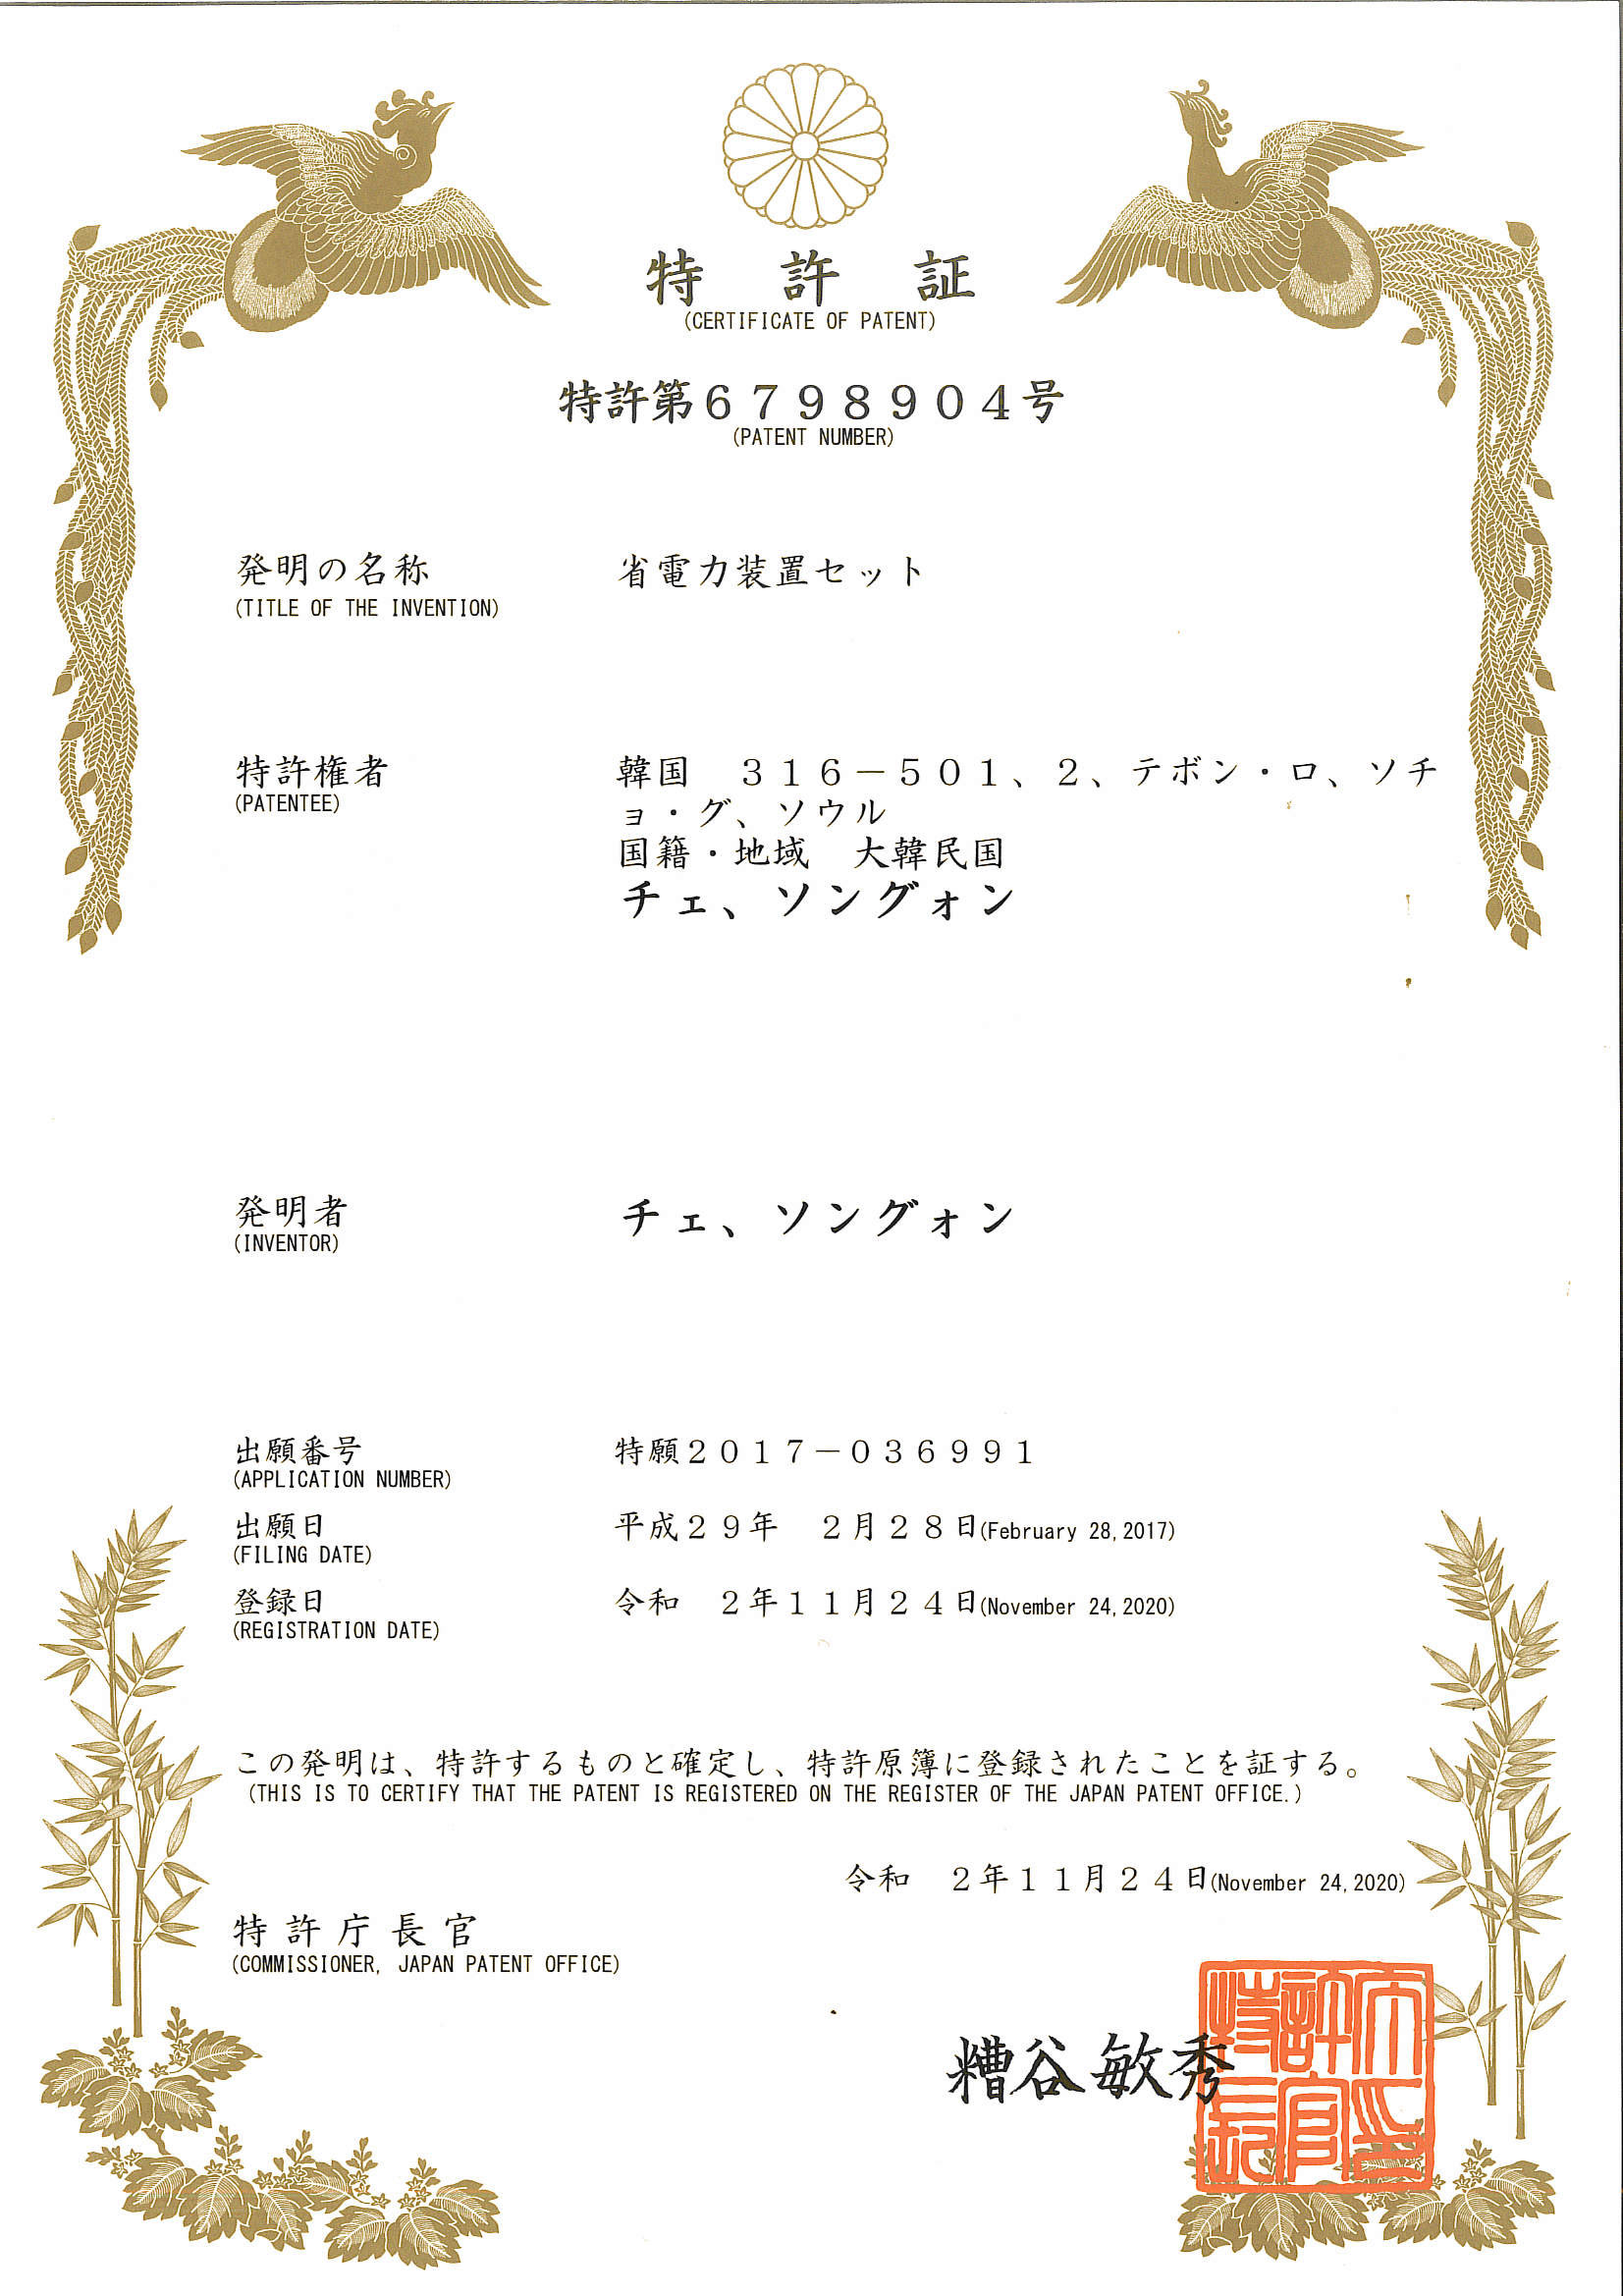 特許証
(CERTIFICATE OF PATENT)
特許第6798904号
(PATENT NUMBER)
発明の名称
(TITLE OF THE INVENTION)
省電力装置セット
特許権者
(PATENTEE)
韓国　316-501、2、テボン・ロ、ソチ
ョ・グ、ソウル
国籍・地域　大韓民国
チェ、ソングォン
発明者
(INVENTOR)
チェ、ソングォン
出願番号
(APPLICATION NUMBER)
特願2017-036991
出願日
(FILING DATE)
平成29年　2月28日(February 28,2017)
登録日
(REGISTRATION DATE)
令和　2年11月24日(November 24,2020)
この発明は、特許するものと確定し、特許原簿に登録されたことを証する。
(THIS IS TO CERTIFY THAT THE PATENT IS REGISTERED ON THE REGISTER OF THE JAPAN PATENT OFFICE.)
令和　2年11月24日(November 24,2020)
特許庁長官
(COMMISSIONER, JAPAN PATENT OFFICE)
糟谷敏秀